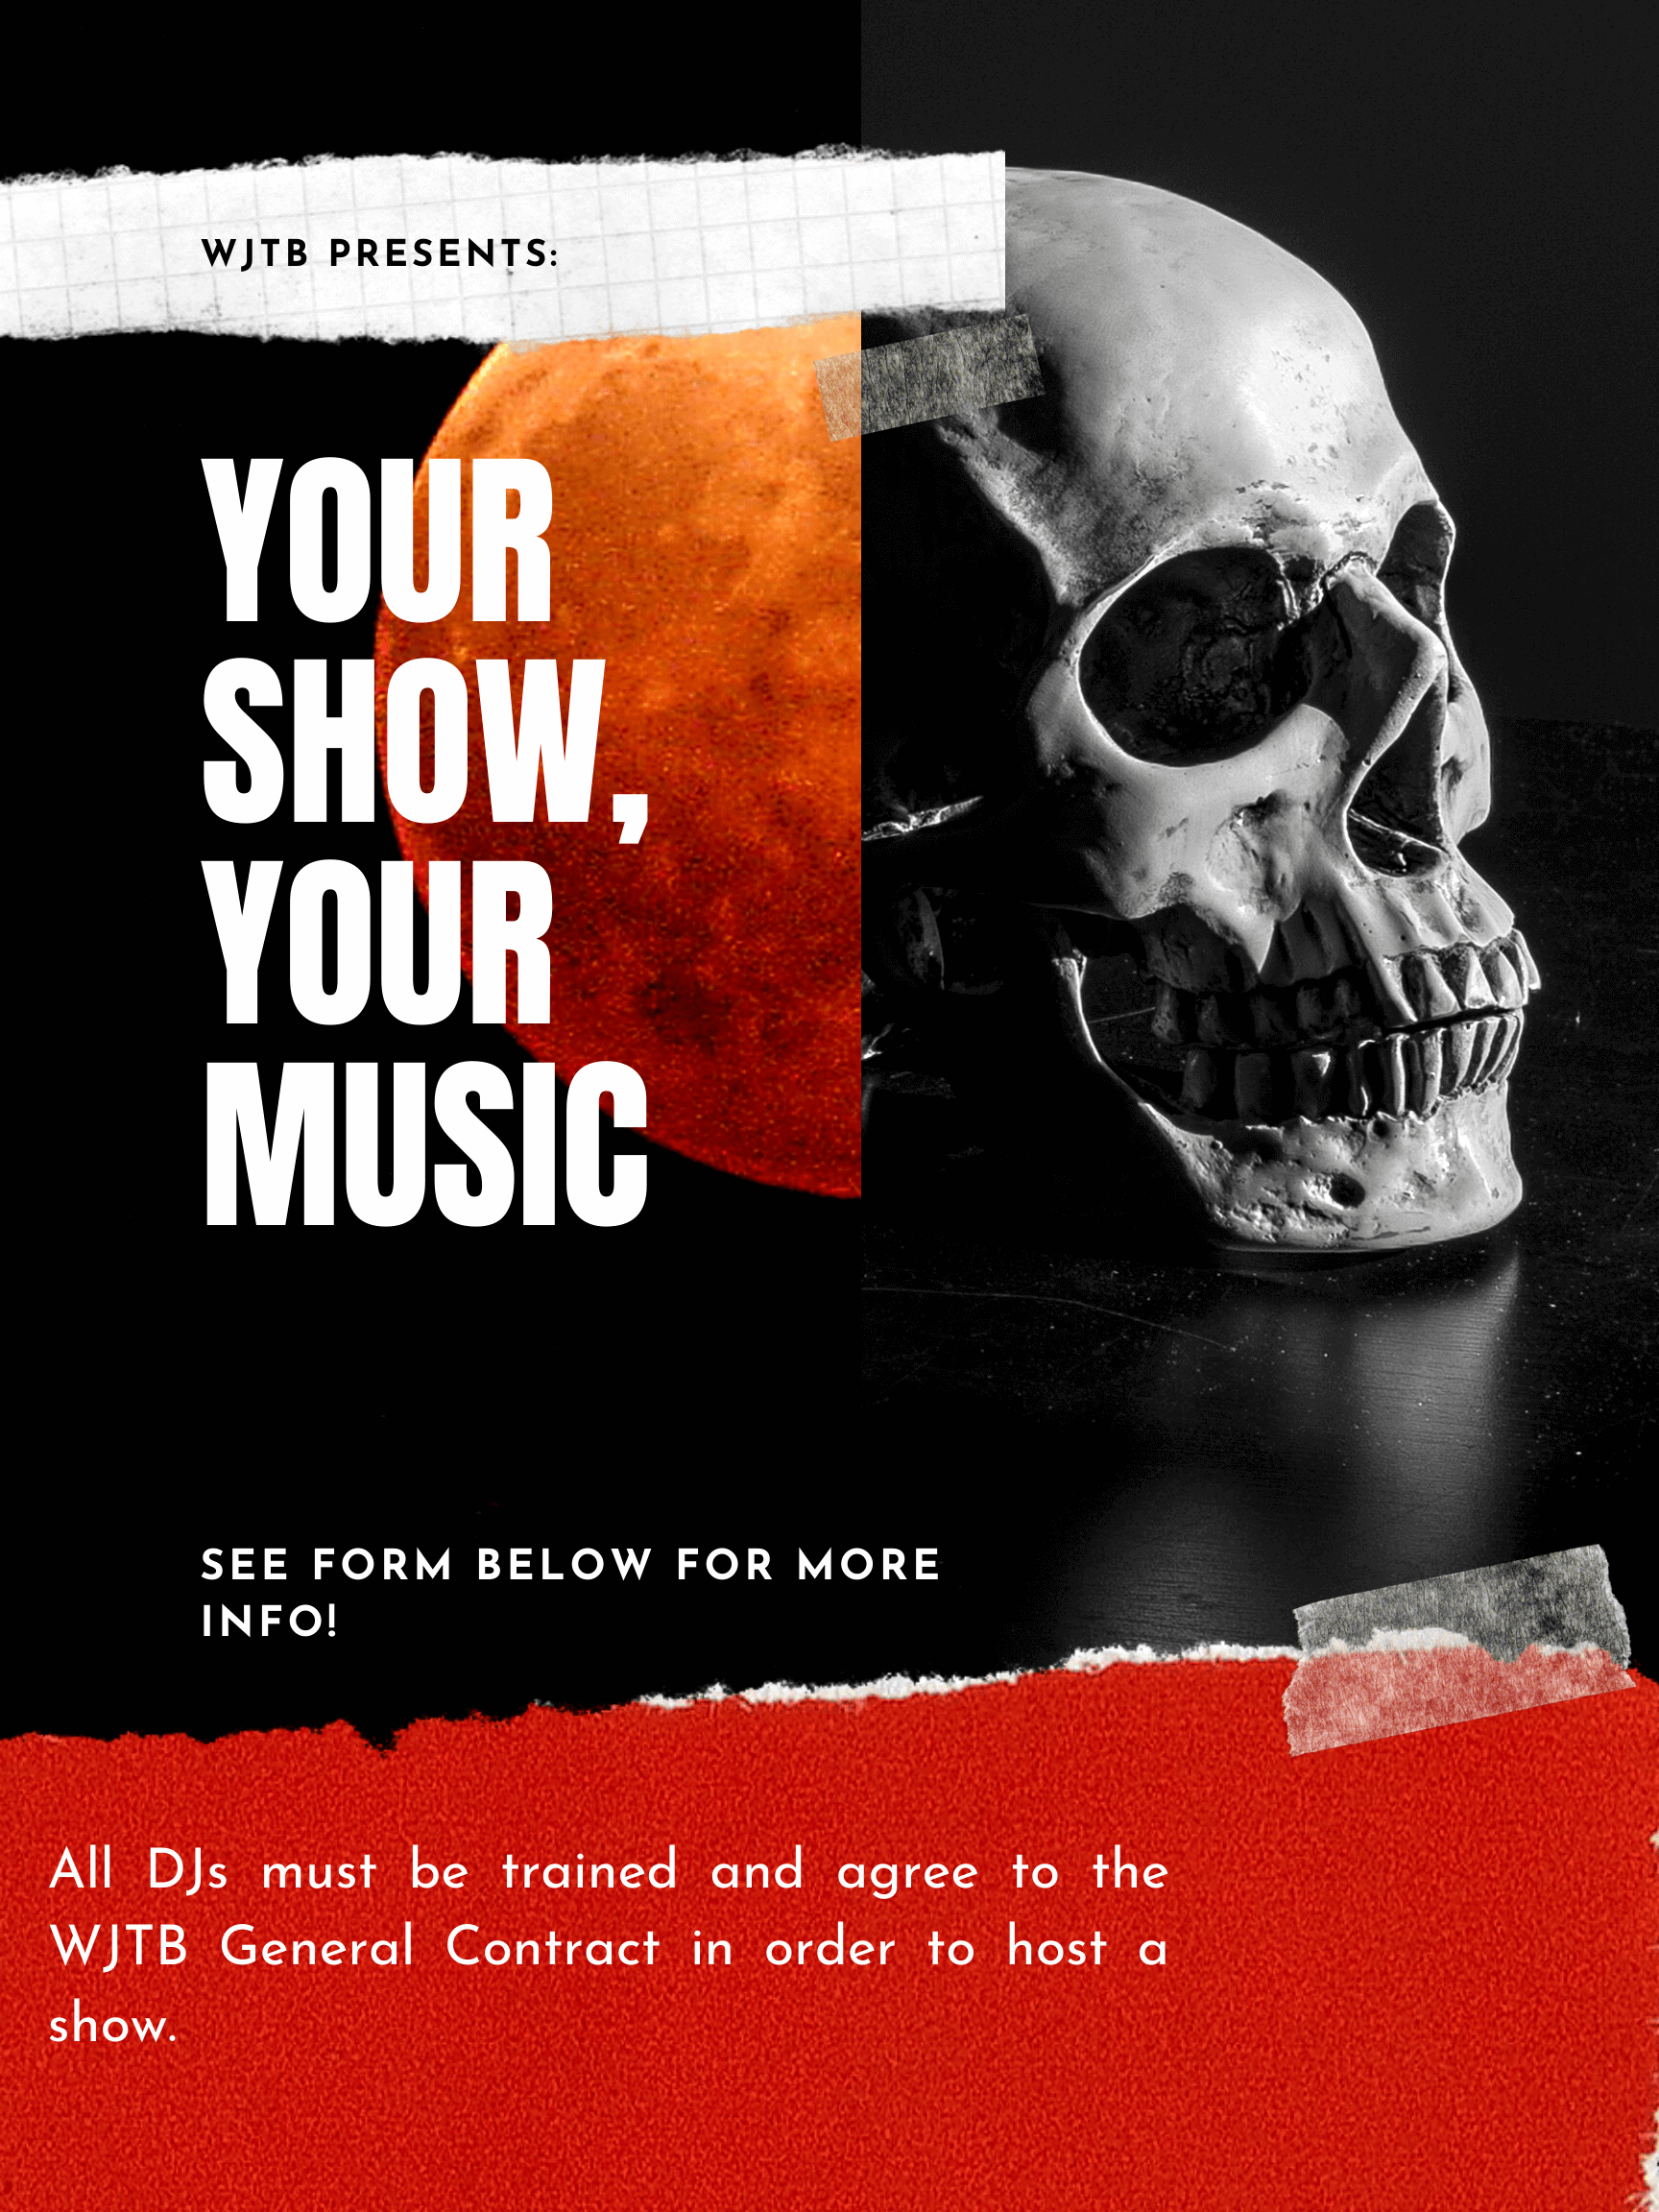 WJTB PRESENTS:
YOUR
SHOW,
YOUR
MUSIC
SEE FORM BELOW FOR MORE
INFO!
All DJs must be trained and agree to the
WJTB General Contract in order to host a
show.